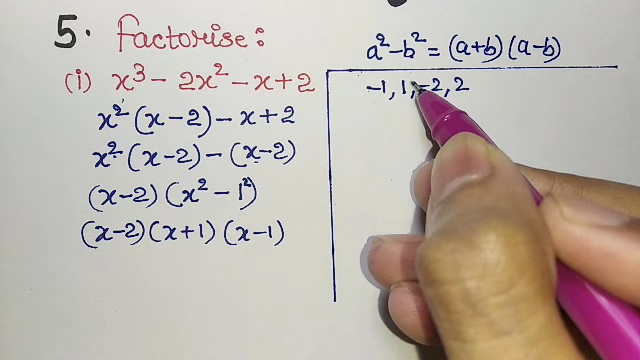 5. Factorise:
(i) x³ - 2x² - x + 2
x² (x - 2) - x + 2
x² (x - 2) - (x - 2)
(x - 2) (x² - 1²)
(x - 2) (x + 1) (x - 1)
a² - b² = (a + b) (a - b)
-1, 1, -2, 2